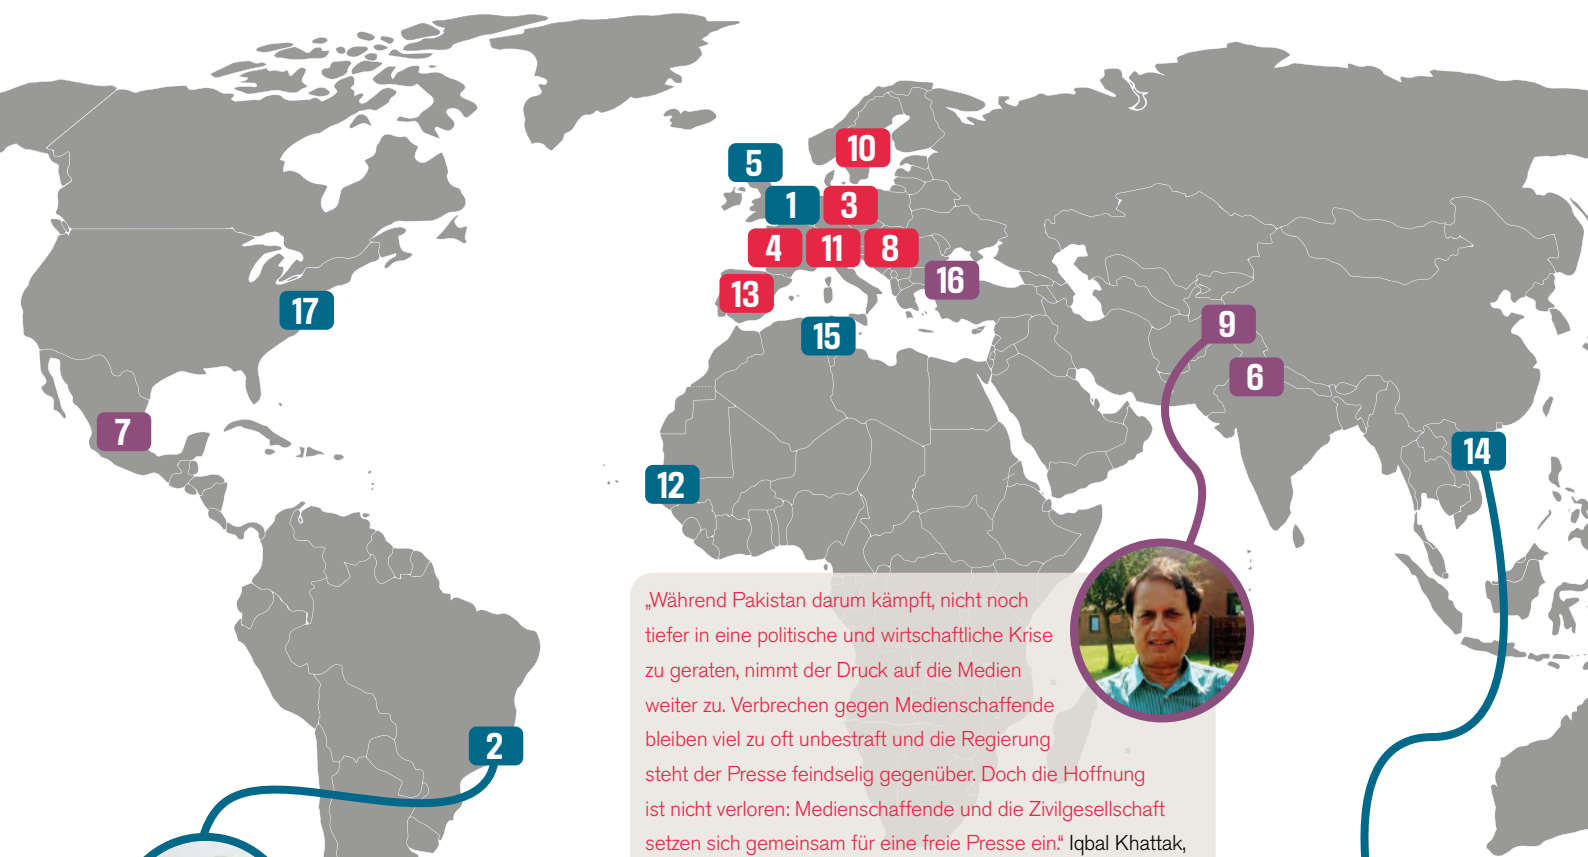 10
5
1
3
4
11
8
16
13
17
15
9
6
7
14
12
„Während Pakistan darum kämpft, nicht noch
tiefer in eine politische und wirtschaftliche Krise
zu geraten, nimmt der Druck auf die Medien
weiter zu. Verbrechen gegen Medienschaffende
bleiben viel zu oft unbestraft und die Regierung
steht der Presse feindselig gegenüber. Doch die Hoffnung
ist nicht verloren: Medienschaffende und die Zivilgesellschaft
setzen sich gemeinsam für eine freie Presse ein.“ Iqbal Khattak,
2